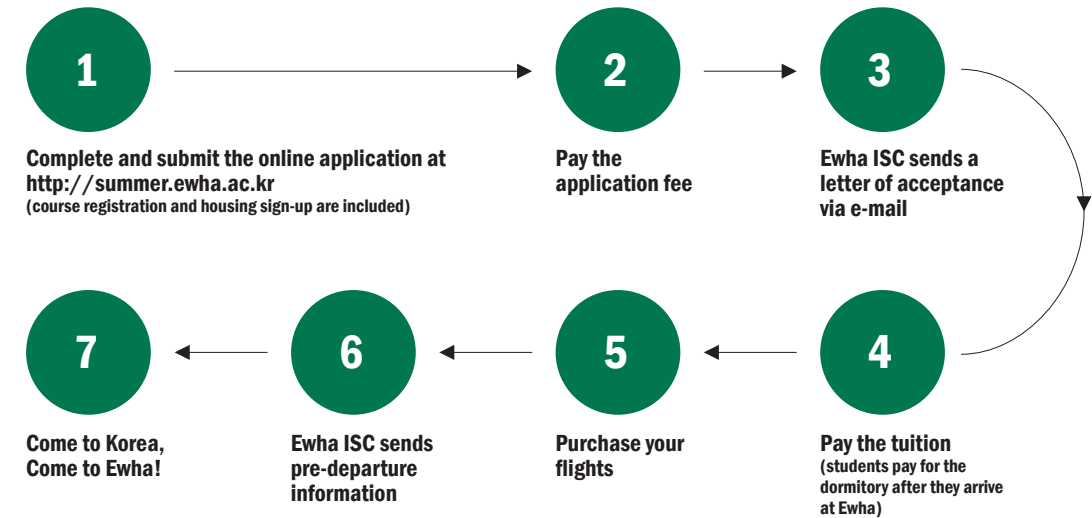 1
Complete and submit the online application at
http://summer.ewha.ac.kr
(course registration and housing sign-up are included)
2
Pay the
application fee
3
Ewha ISC sends a
letter of acceptance
via e-mail
4
Pay the tuition
(students pay for the
dormitory after they arrive
at Ewha)
5
Purchase your
flights
6
Ewha ISC sends
pre-departure
information
7
Come to Korea,
Come to Ewha!